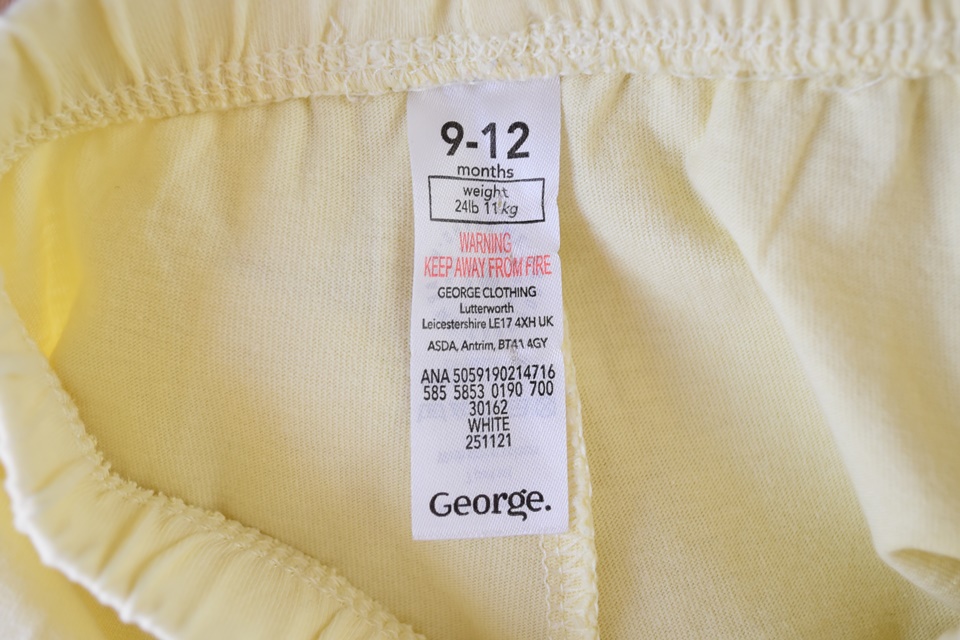 9-12
months
weight
24lb 11kg
WARNING
KEEP AWAY FROM FIRE
GEORGE CLOTHING
Lutterworth
Leicestershire LE17 4XH UK
ASDA, Antrim, BT41 4GY
ANA 5059190214716
585 5853 0190 700
30162
WHITE
251121
George.